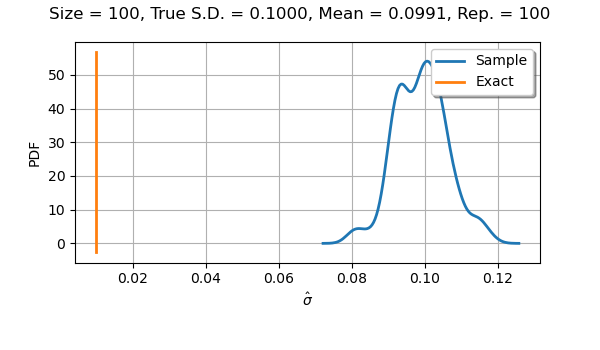 Size = 100, True S.D. = 0.1000, Mean = 0.0991, Rep. = 100
Sample
Exact
50
40
30
20
10
0
PDF
0.02 0.04 0.06 0.08 0.10 0.12
σ̂